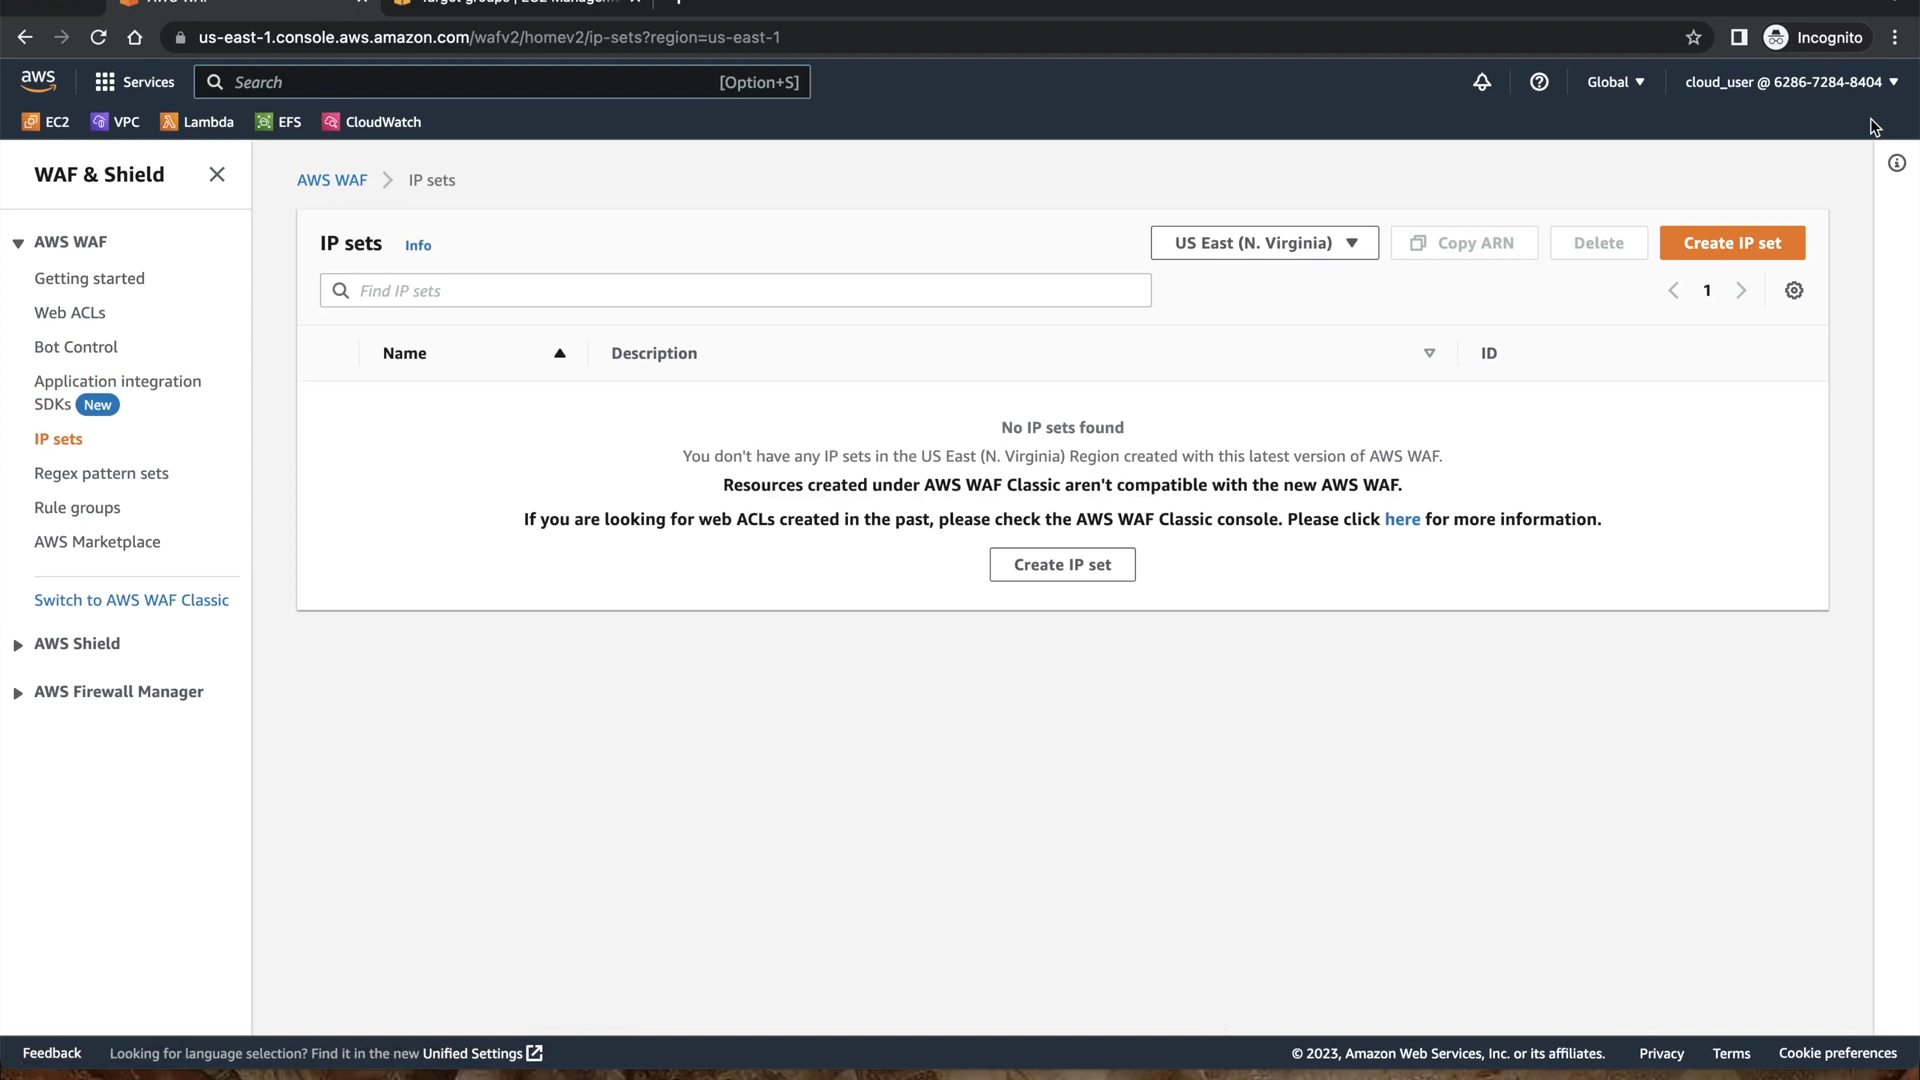 us-east-1.console.aws.amazon.com/wafv2/homev2/ip-sets?region=us-east-1
Incognito
aws
Services
Search
[Option+S]
Global
cloud_user @ 6286-7284-8404
EC2
VPC
Lambda
EFS
CloudWatch
WAF & Shield
AWS WAF
Getting started
Web ACLs
Bot Control
Application integration
SDKs New
IP sets
Regex pattern sets
Rule groups
AWS Marketplace
Switch to AWS WAF Classic
AWS Shield
AWS Firewall Manager
AWS WAF
IP sets
IP sets Info
US East (N. Virginia)
Copy ARN
Delete
Create IP set
Find IP sets
1
Name
Description
ID
No IP sets found
You don't have any IP sets in the US East (N. Virginia) Region created with this latest version of AWS WAF.
Resources created under AWS WAF Classic aren't compatible with the new AWS WAF.
If you are looking for web ACLs created in the past, please check the AWS WAF Classic console. Please click here for more information.
Create IP set
Feedback
Looking for language selection? Find it in the new Unified Settings
© 2023, Amazon Web Services, Inc. or its affiliates.
Privacy
Terms
Cookie preferences